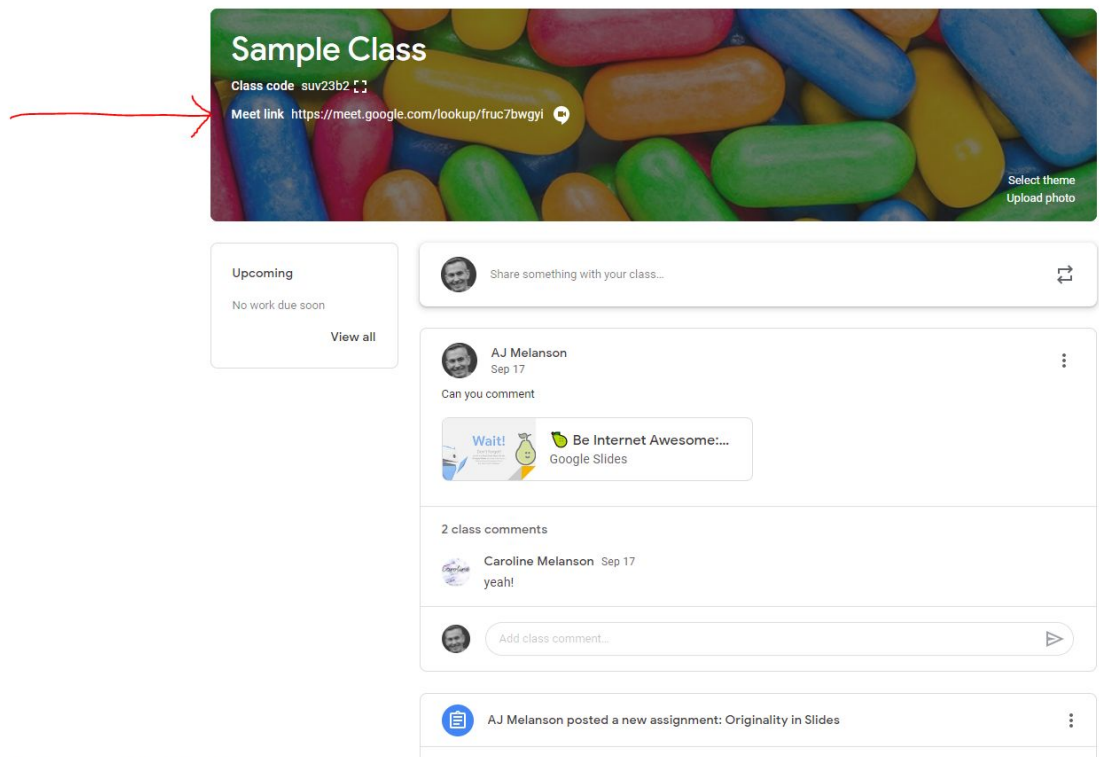 Sample Class
Class code suv23b2
Meet link https://meet.google.com/lookup/fruc7bwgyi
Select theme
Upload photo
Upcoming
No work due soon
View all
Share something with your class...
AJ Melanson
Sep 17
Can you comment
Wait!
Be Internet Awesome:...
Google Slides
2 class comments
Caroline Melanson Sep 17
yeah!
Add class comment...
AJ Melanson posted a new assignment: Originality in Slides